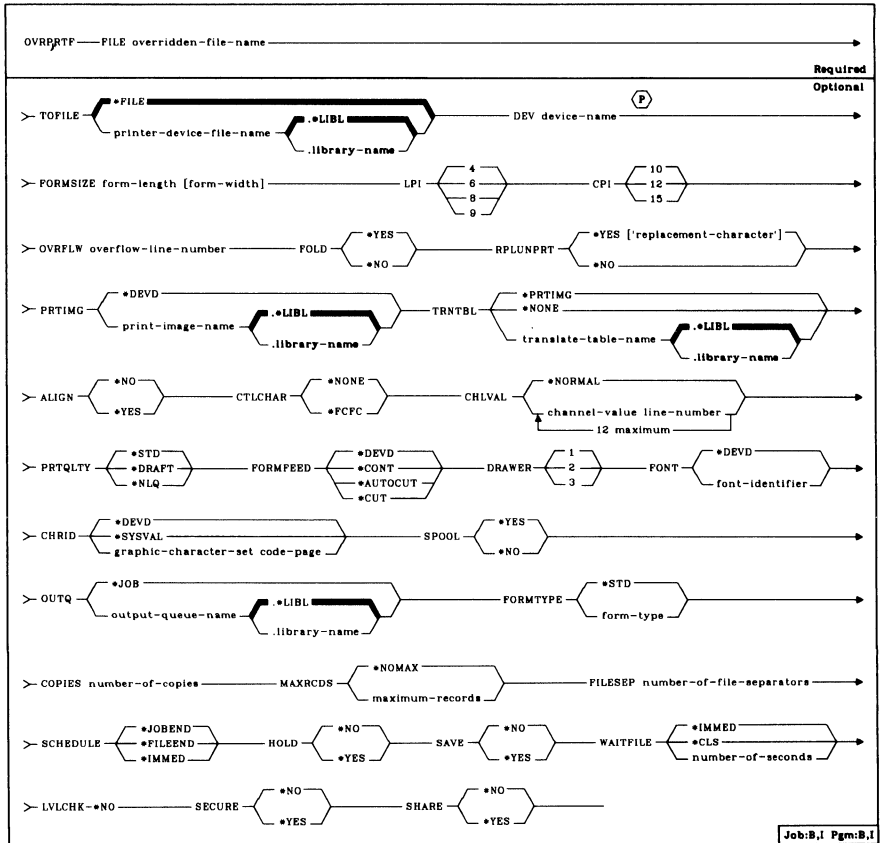 OVRPRTF FILE overridden-file-name
Required
Optional
*FILE
TOFILE printer-device-file-name .*LIBL .library-name DEV device-name P
FORMSIZE form-length [form-width] LPI 4 6 8 9 CPI 10 12 15
OVRFLW overflow-line-number FOLD *YES *NO RPLUNPRT *YES ['replacement-character'] *NO
PRTIMG *DEVD print-image-name .*LIBL .library-name TRNTBL *PRTIMG *NONE translate-table-name .*LIBL .library-name
ALIGN *NO *YES CTLCHAR *NONE *FCFC CHLVAL *NORMAL channel-value line-number 12 maximum
PRTQLTY *STD *DRAFT *NLQ FORMFEED *DEVD *CONT *AUTOCUT *CUT DRAWER 1 2 3 FONT *DEVD font-identifier
CHRID *DEVD *SYSVAL graphic-character-set code-page SPOOL *YES *NO
OUTQ *JOB output-queue-name .*LIBL .library-name FORMTYPE *STD form-type
COPIES number-of-copies MAXRCDS *NOMAX maximum-records FILESEP number-of-file-separators
SCHEDULE *JOBEND *FILEEND *IMMED HOLD *NO *YES SAVE *NO *YES WAITFILE *IMMED *CLS number-of-seconds
LVLCHK-*NO SECURE *NO *YES SHARE *NO *YES
Job:B,I Pgm:B,I